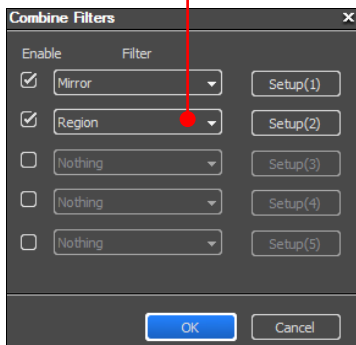 Combine Filters x
Enable Filter
Mirror Setup(1)
Region Setup(2)
Nothing Setup(3)
Nothing Setup(4)
Nothing Setup(5)
OK Cancel